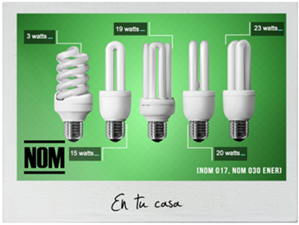 19 watts...
3 watts...
23 watts...
NOM
15 watts...
20 watts...
[NOM 017, NOM 030 ENER]
En tu casa